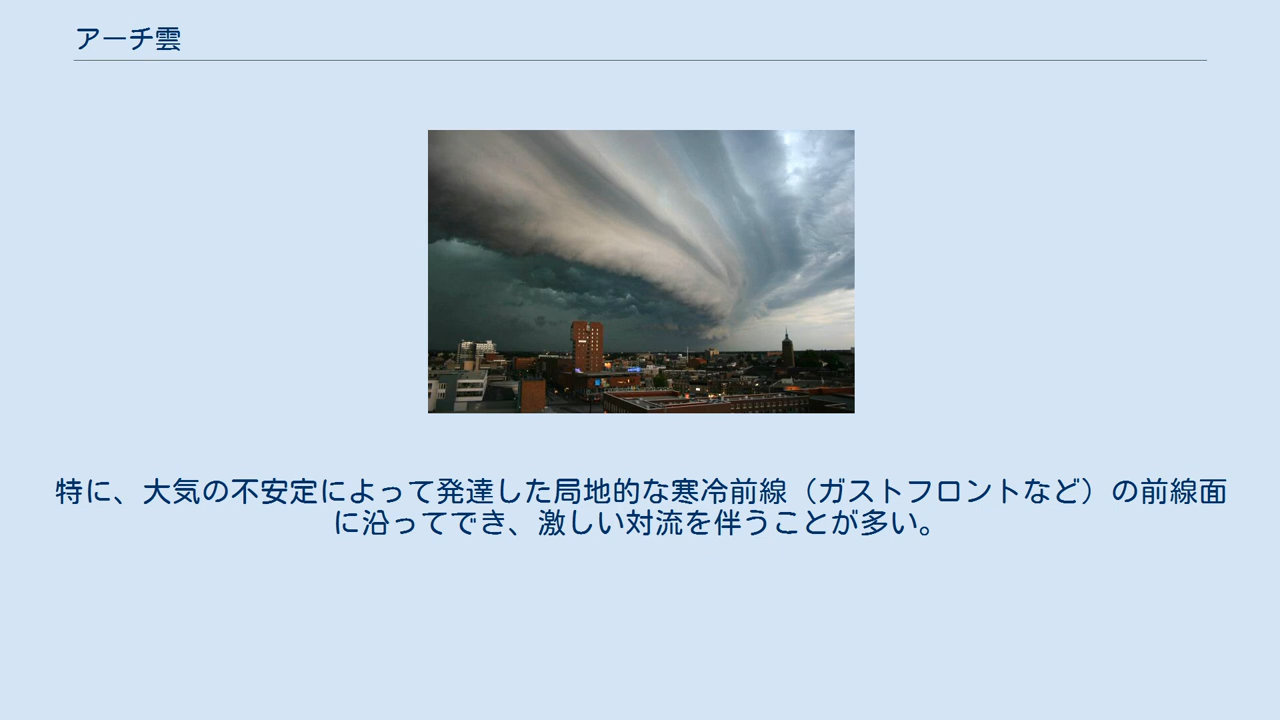 アーチ雲
特に、大気の不安定によって発達した局地的な寒冷前線（ガストフロントなど）の前線面
に沿ってでき、激しい対流を伴うことが多い。